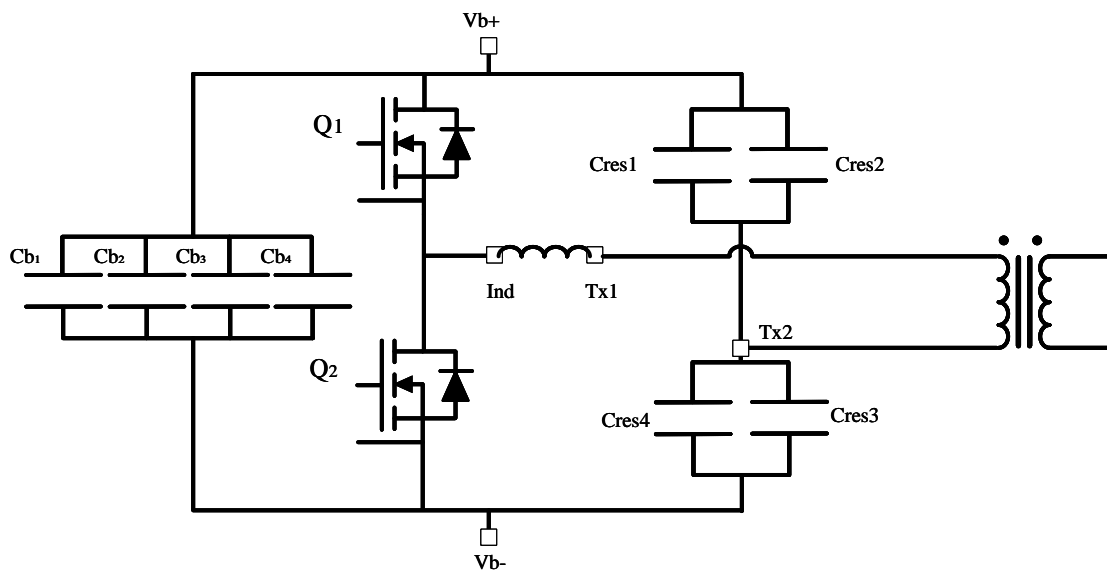 Vb+
Q1
Cres1 Cres2
Cb1 Cb2 Cb3 Cb4
Ind Tx1
Tx2
Q2
Cres4 Cres3
Vb-